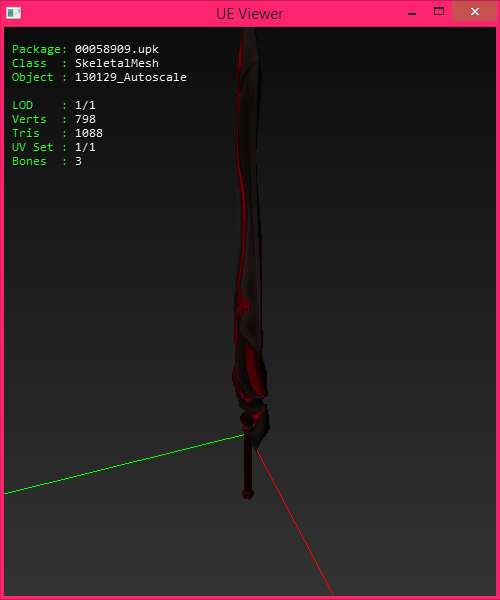 UE Viewer
Package: 00058909.upk
Class  : SkeletalMesh
Object : 130129_Autoscale
LOD    : 1/1
Verts  : 798
Tris   : 1088
UV Set : 1/1
Bones  : 3